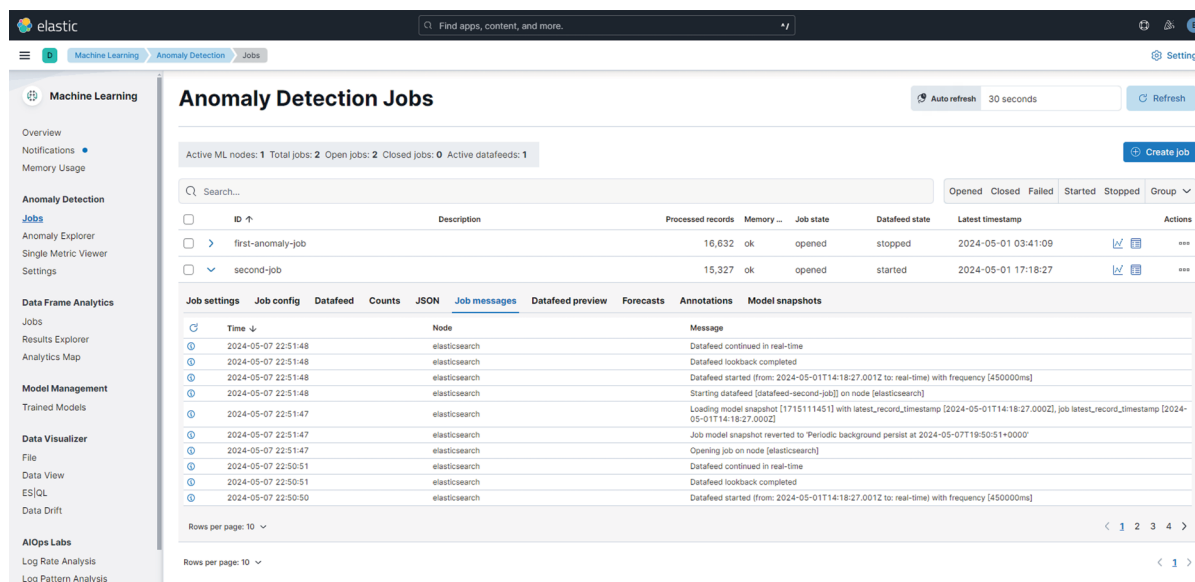 elastic
Find apps, content, and more.
^/
D Machine Learning Anomaly Detection Jobs
Setting
Machine Learning
Overview
Notifications
Memory Usage
Anomaly Detection
Jobs
Anomaly Explorer
Single Metric Viewer
Settings
Data Frame Analytics
Jobs
Results Explorer
Analytics Map
Model Management
Trained Models
Data Visualizer
File
Data View
ES|QL
Data Drift
AIOps Labs
Log Rate Analysis
Log Pattern Analysis
Anomaly Detection Jobs
Auto refresh 30 seconds
Refresh
Active ML nodes: 1 Total jobs: 2 Open jobs: 2 Closed jobs: 0 Active datafeeds: 1
Create job
Search...
Opened Closed Failed Started Stopped Group
ID Description Processed records Memory ... Job state Datafeed state Latest timestamp Actions
first-anomaly-job 16,632 ok opened stopped 2024-05-01 03:41:09
second-job 15,327 ok opened started 2024-05-01 17:18:27
Job settings Job config Datafeed Counts JSON Job messages Datafeed preview Forecasts Annotations Model snapshots
Time Node Message
2024-05-07 22:51:48 elasticsearch Datafeed continued in real-time
2024-05-07 22:51:48 elasticsearch Datafeed lookback completed
2024-05-07 22:51:48 elasticsearch Datafeed started (from: 2024-05-01T14:18:27.001Z to: real-time) with frequency [450000ms]
2024-05-07 22:51:48 elasticsearch Starting datafeed [datafeed-second-job]] on node [elasticsearch]
2024-05-07 22:51:47 elasticsearch Loading model snapshot [1715111451] with latest_record_timestamp [2024-05-01T14:18:27.000Z], job latest_record_timestamp [2024-
05-01T14:18:27.000Z]
2024-05-07 22:51:47 elasticsearch Job model snapshot reverted to 'Periodic background persist at 2024-05-07T19:50:51+0000'
2024-05-07 22:51:47 elasticsearch Opening job on node [elasticsearch]
2024-05-07 22:50:51 elasticsearch Datafeed continued in real-time
2024-05-07 22:50:51 elasticsearch Datafeed lookback completed
2024-05-07 22:50:50 elasticsearch Datafeed started (from: 2024-05-01T14:18:27.001Z to: real-time) with frequency [450000ms]
Rows per page: 10
1 2 3 4
Rows per page: 10
1